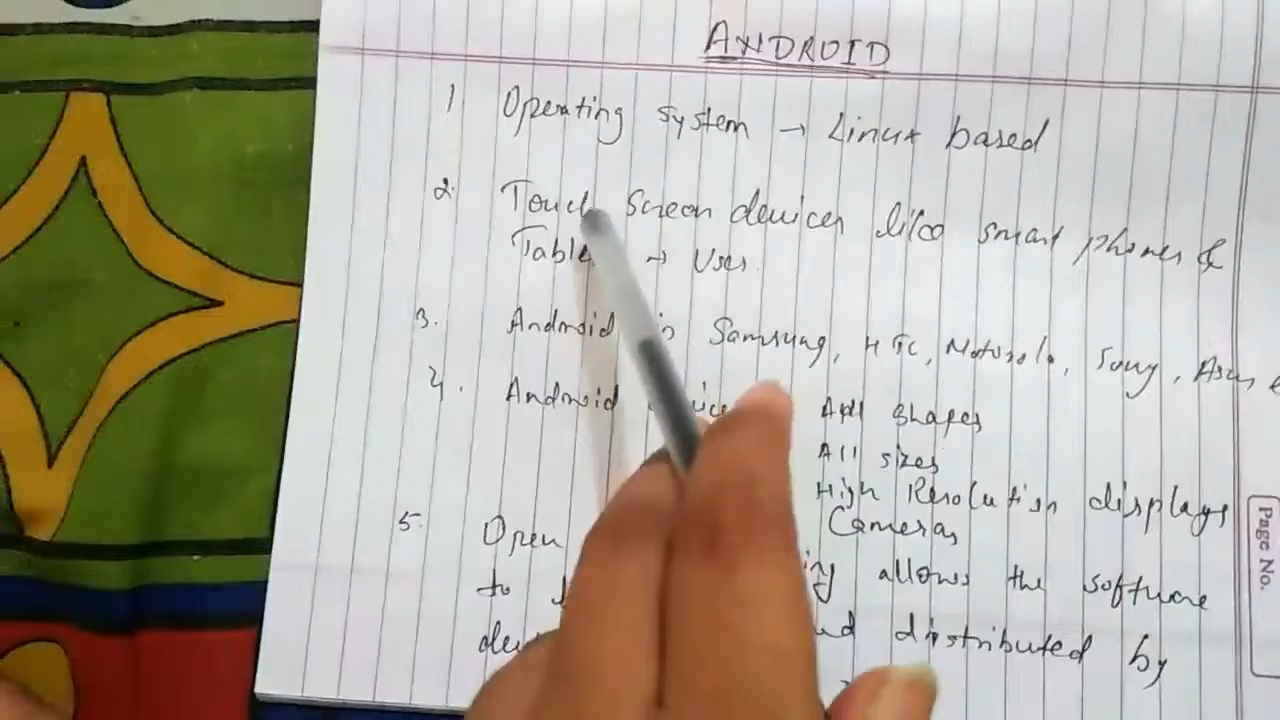 ANDROID
1 Operating system → Linux based
2. Touch Screen devices like smart phones &
Table → Uses.
3. Android Samsung, HTC, Motorola, Sony, Asus
4. Android All shapes
All sizes
High Resolution displays
Cameras
5. Open allows the software
to distributed by
Page No.